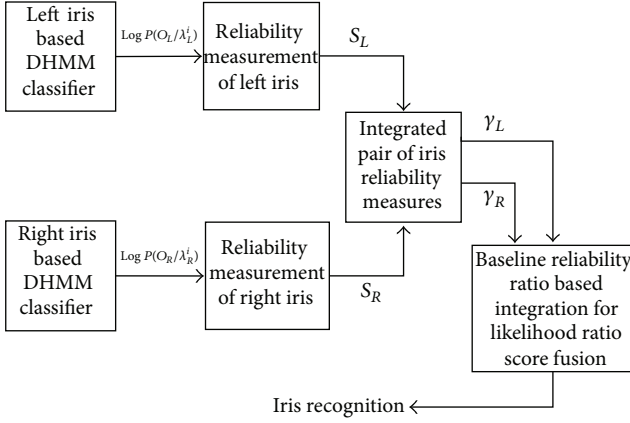 Left iris
based
DHMM
classifier
Log P(O_L/λ_L^i)
Reliability
measurement
of left iris
S_L
Integrated
pair of iris
reliability
measures
γ_L
γ_R
Right iris
based
DHMM
classifier
Log P(O_R/λ_R^i)
Reliability
measurement
of right iris
S_R
Baseline reliability
ratio based
integration for
likelihood ratio
score fusion
Iris recognition